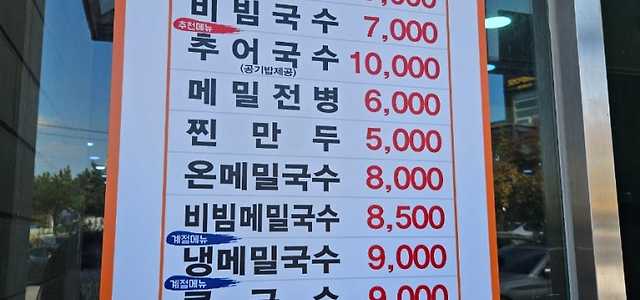 비빔국수 7,000
추천메뉴
추어국수 10,000
(공기밥제공)
메밀전병 6,000
찐만두 5,000
온메밀국수 8,000
비빔메밀국수 8,500
계절메뉴
냉메밀국수 9,000
계절메뉴
9,000